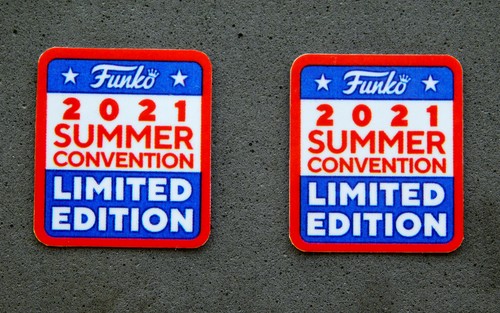 Funko
2021
SUMMER
CONVENTION
LIMITED
EDITION
Funko
2021
SUMMER
CONVENTION
LIMITED
EDITION